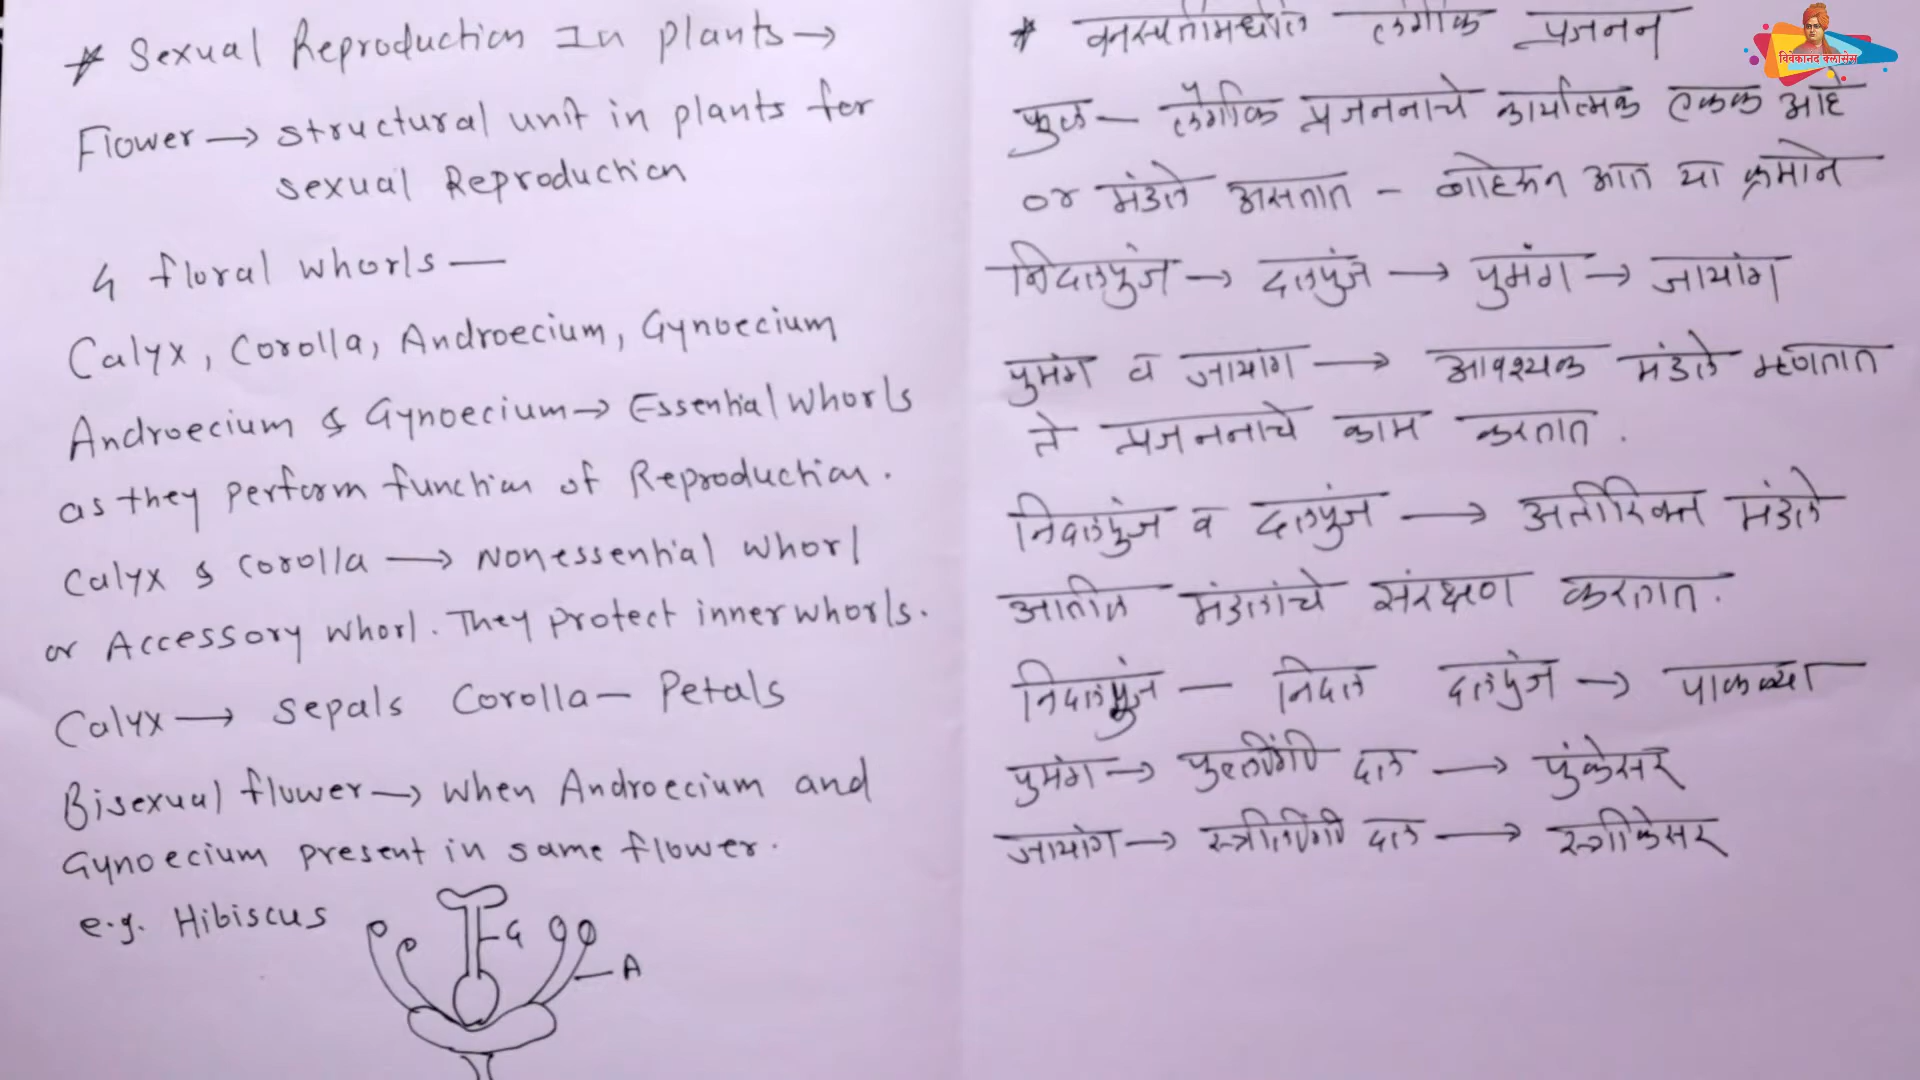 * Sexual Reproduction In plants →
Flower → structural unit in plants for
sexual Reproduction
4 floral whorls —
Calyx, Corolla, Androecium, Gynoecium
Androecium & Gynoecium → Essential Whorls
as they perform function of Reproduction.
Calyx & Corolla → Nonessential Whorl
or Accessory Whorl. They protect inner whorls.
Calyx → Sepals Corolla — Petals
Bisexual flower → When Androecium and
Gynoecium present in same flower.
e.g. Hibiscus
G
A
* वनस्पतीमधील लैंगीक प्रजनन
फुल — लैंगीक प्रजननाचे कार्यात्मक एकक आहे
or मंडले असतात – बाहेरून आत या क्रमाने
निदलपुंज → दलपुंज → पुमंग → जायांग
पुमंग व जायांग → आवश्यक मंडले म्हणतात
ते प्रजननाचे काम करतात.
निदलपुंज व दलपुंज → अतीरिक्त मंडले
आतील मंडलांचे संरक्षण करतात.
निदलपुंज — निदल दलपुंज → पाकळ्या
पुमंग → पुल्लींगी दल → पुंकेसर
जायांग → स्त्रीलींगी दल → स्त्रीकेसर
विवेकानंद क्लासेस